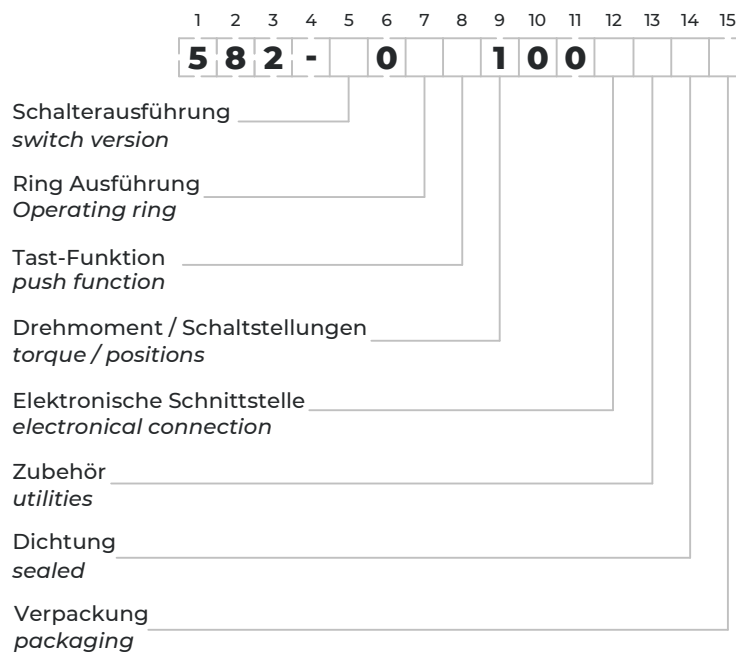 1 2 3 4 5 6 7 8 9 10 11 12 13 14 15
5 8 2 - 0 1 0 0
Schalterausführung
switch version
Ring Ausführung
Operating ring
Tast-Funktion
push function
Drehmoment / Schaltstellungen
torque / positions
Elektronische Schnittstelle
electronical connection
Zubehör
utilities
Dichtung
sealed
Verpackung
packaging